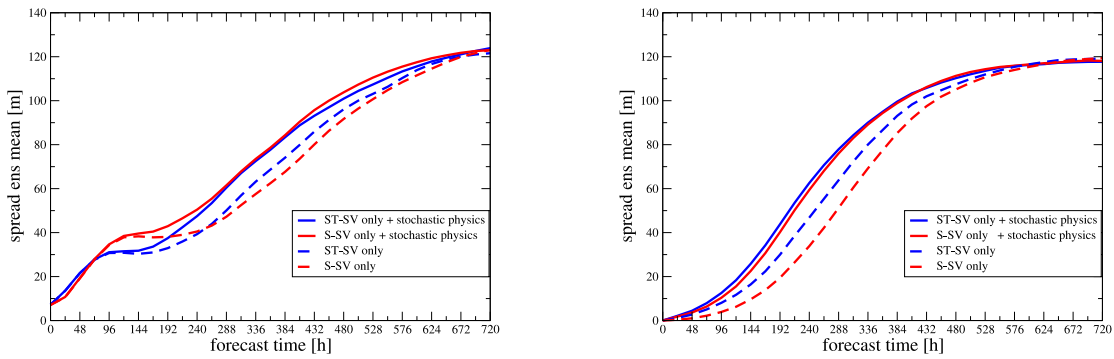 140
120
100
80
60
40
20
0
spread ens mean [m]
0 48 96 144 192 240 288 336 384 432 480 528 576 624 672 720
forecast time [h]
ST-SV only + stochastic physics
S-SV only + stochastic physics
ST-SV only
S-SV only
140
120
100
80
60
40
20
0
spread ens mean [m]
0 48 96 144 192 240 288 336 384 432 480 528 576 624 672 720
forecast time [h]
ST-SV only + stochastic physics
S-SV only + stochastic physics
ST-SV only
S-SV only